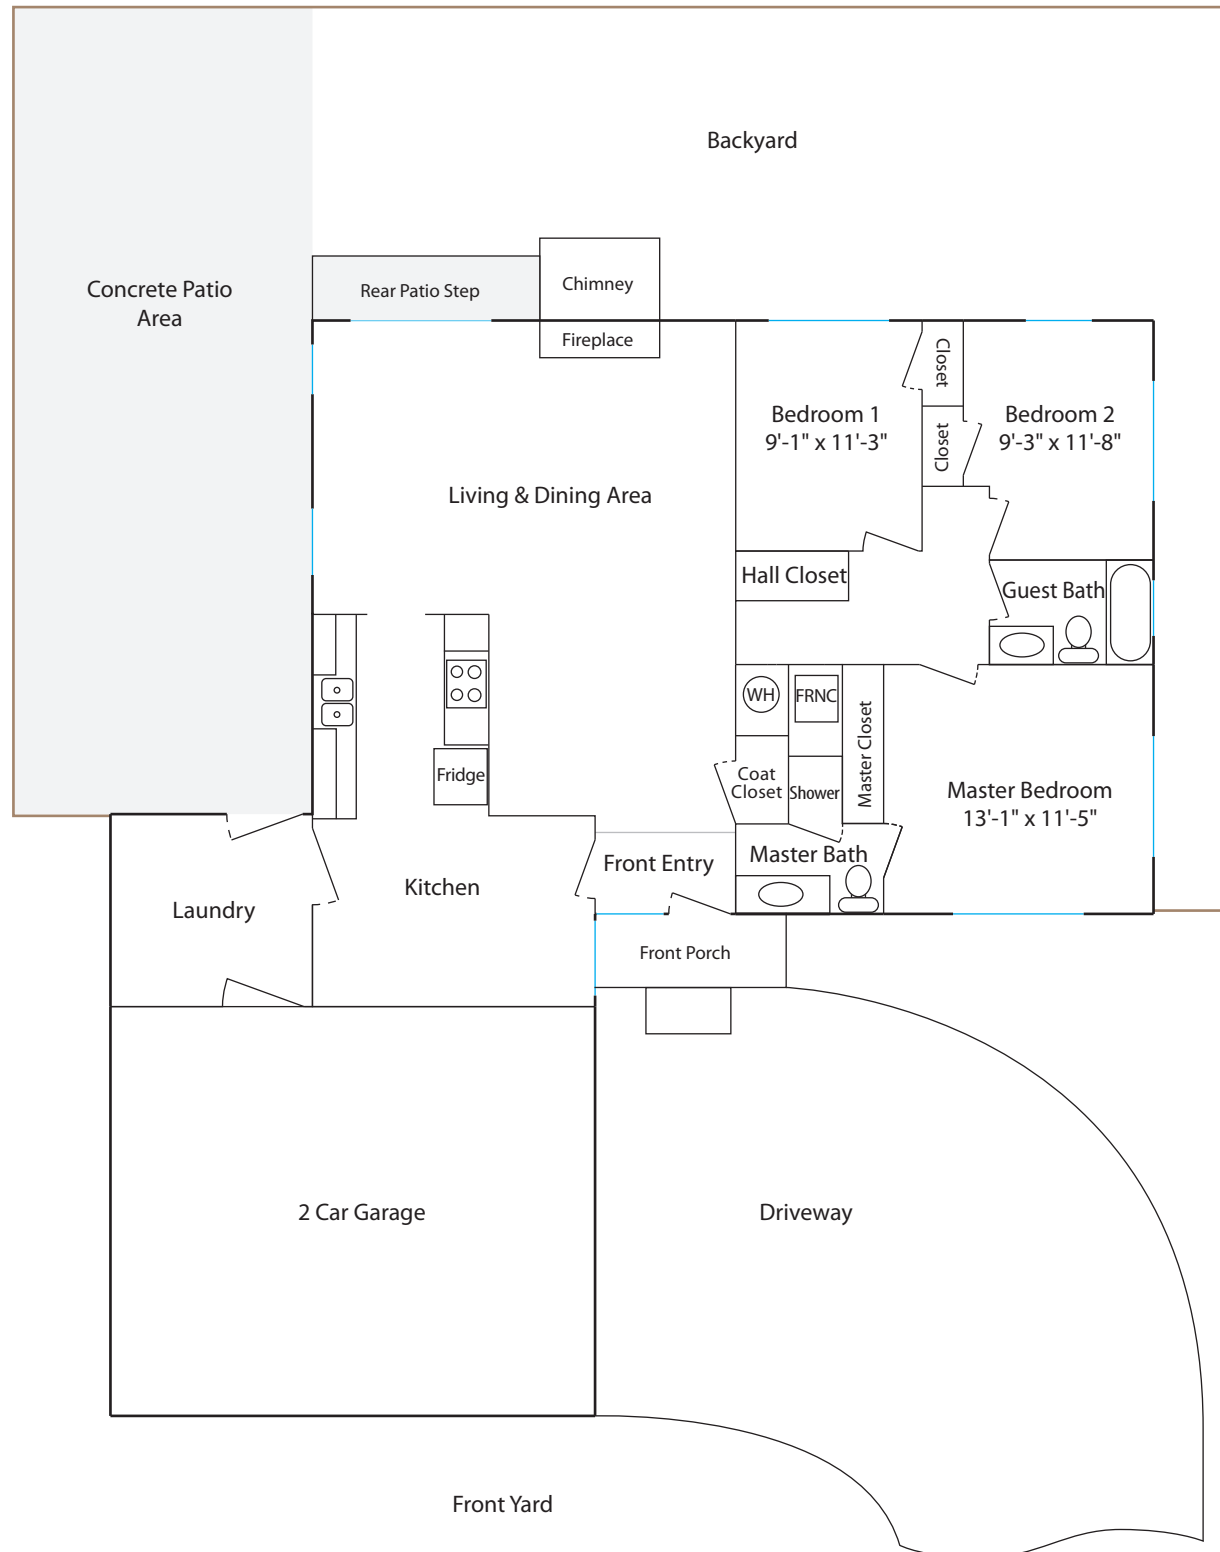 Backyard
Concrete Patio
Area
Rear Patio Step
Chimney
Fireplace
Closet
Bedroom 1
9'-1" x 11'-3"
Bedroom 2
9'-3" x 11'-8"
Closet
Living & Dining Area
Hall Closet
Guest Bath
WH
FRNC
Master Closet
Fridge
Coat
Closet
Shower
Master Bedroom
13'-1" x 11'-5"
Master Bath
Front Entry
Kitchen
Laundry
Front Porch
2 Car Garage
Driveway
Front Yard